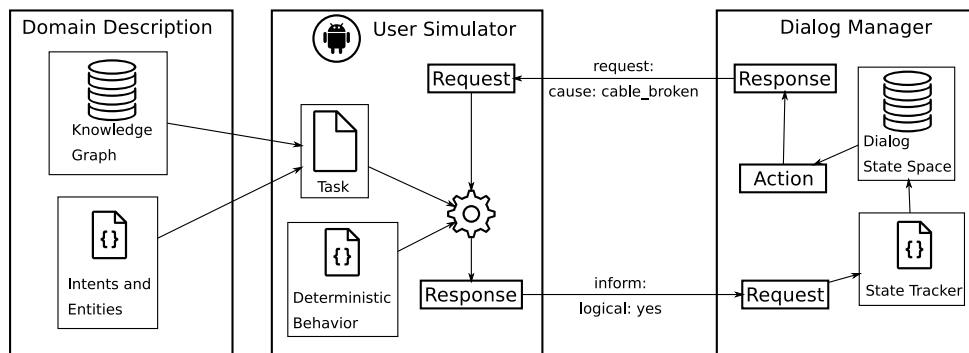 Domain Description
Knowledge
Graph
{ }
Intents and
Entities
User Simulator
Request
Task
{ }
Deterministic
Behavior
Response
request:
cause: cable_broken
inform:
logical: yes
Dialog Manager
Response
Dialog
State Space
Action
{ }
State Tracker
Request